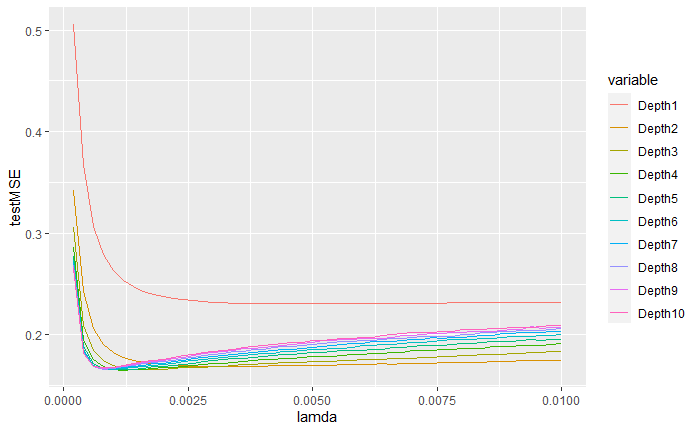 0.5
0.4
0.3
0.2
testMSE
0.0000
0.0025
0.0050
0.0075
0.0100
lamda
variable
Depth1
Depth2
Depth3
Depth4
Depth5
Depth6
Depth7
Depth8
Depth9
Depth10